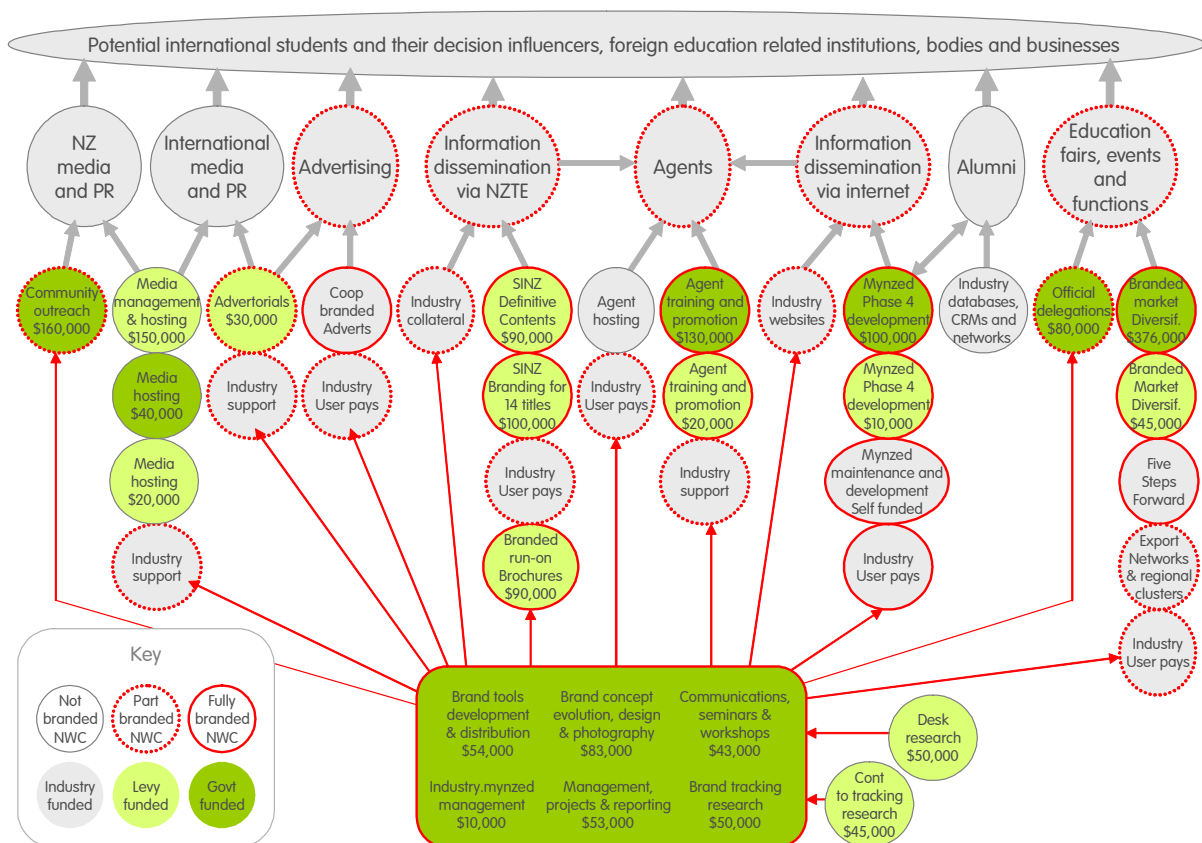 Potential international students and their decision influencers, foreign education related institutions, bodies and businesses
NZ
media
and PR
International
media
and PR
Advertising
Information
dissemination
via NZTE
Agents
Information
dissemination
via internet
Alumni
Education
fairs, events
and
functions
Community
outreach
$160,000
Media
management
& hosting
$150,000
Advertorials
$30,000
Coop
branded
Adverts
Industry
collateral
SINZ
Definitive
Contents
$90,000
Agent
hosting
Agent
training and
promotion
$130,000
Industry
websites
Mynzed
Phase 4
development
$100,000
Industry
databases,
CRMs and
networks
Official
delegations
$80,000
Branded
market
Diversif.
$376,000
Media
hosting
$40,000
Industry
support
Industry
User pays
SINZ
Branding for
14 titles
$100,000
Industry
User pays
Agent
training and
promotion
$20,000
Mynzed
Phase 4
development
$10,000
Branded
Market
Diversif.
$45,000
Media
hosting
$20,000
Industry
User pays
Industry
support
Mynzed
maintenance and
development
Self funded
Five
Steps
Forward
Industry
support
Branded
run-on
Brochures
$90,000
Industry
User pays
Export
Networks
& regional
clusters
Industry
User pays
Key
Not
branded
NWC
Part
branded
NWC
Fully
branded
NWC
Industry
funded
Levy
funded
Govt
funded
Brand tools
development
& distribution
$54,000
Brand concept
evolution, design
& photography
$83,000
Communications,
seminars &
workshops
$43,000
Industry.mynzed
management
$10,000
Management,
projects & reporting
$53,000
Brand tracking
research
$50,000
Desk
research
$50,000
Cont
to tracking
research
$45,000